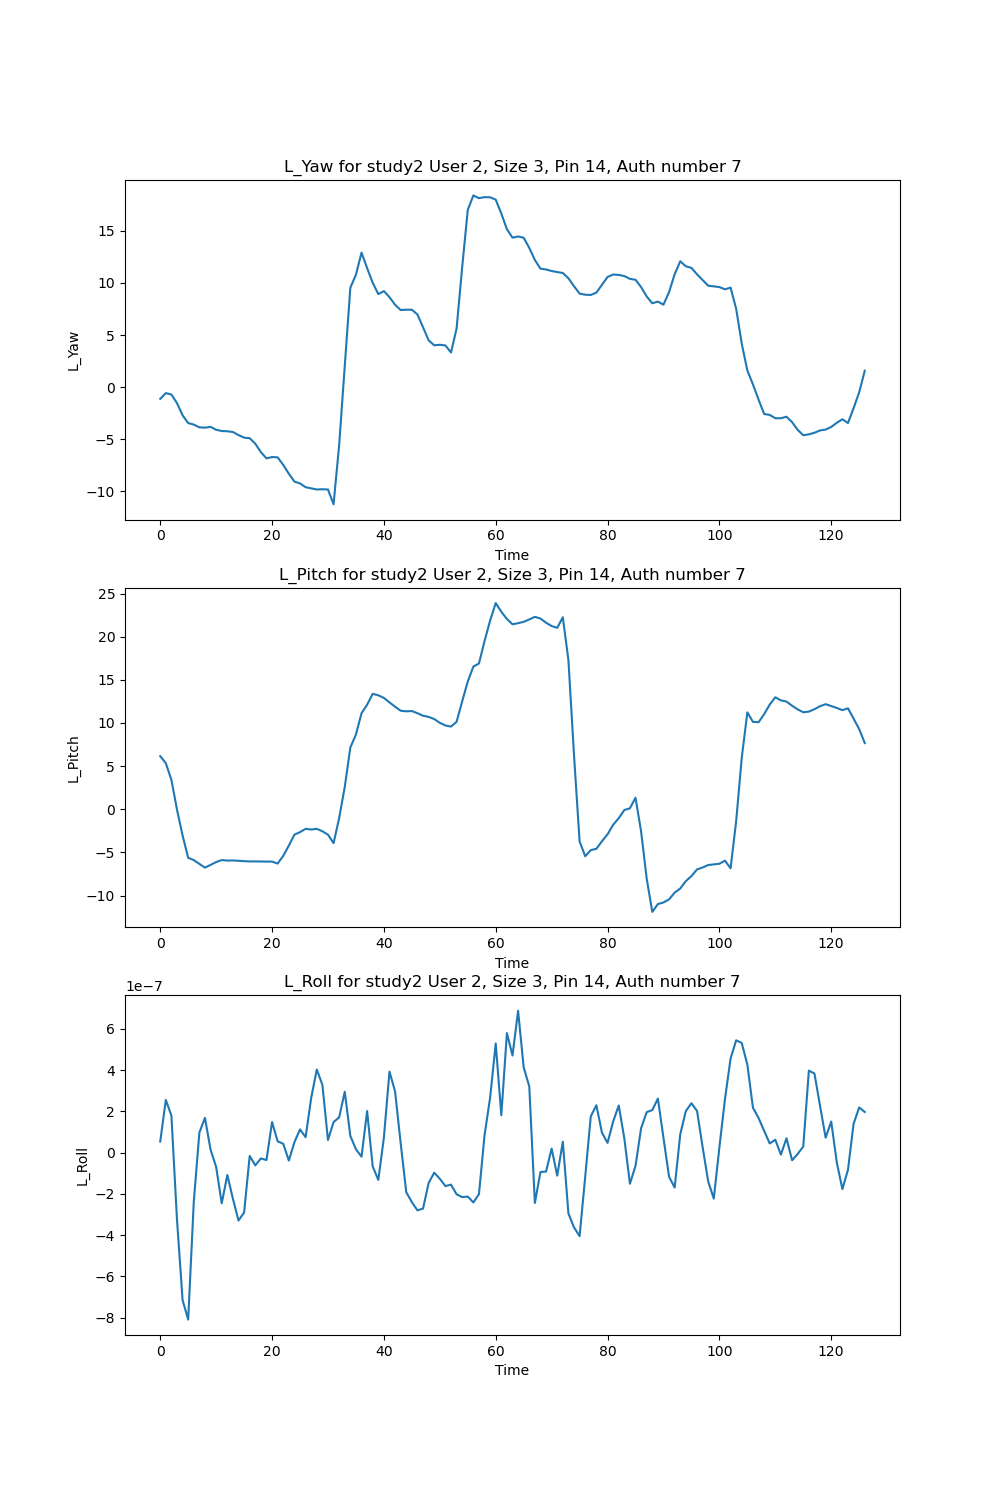 L_Yaw for study2 User 2, Size 3, Pin 14, Auth number 7
15
10
5
0
−5
−10
L_Yaw
0 20 40 60 80 100 120
Time
L_Pitch for study2 User 2, Size 3, Pin 14, Auth number 7
25
20
15
10
5
0
−5
−10
L_Pitch
0 20 40 60 80 100 120
Time
L_Roll for study2 User 2, Size 3, Pin 14, Auth number 7
1e−7
6
4
2
0
−2
−4
−6
−8
L_Roll
0 20 40 60 80 100 120
Time